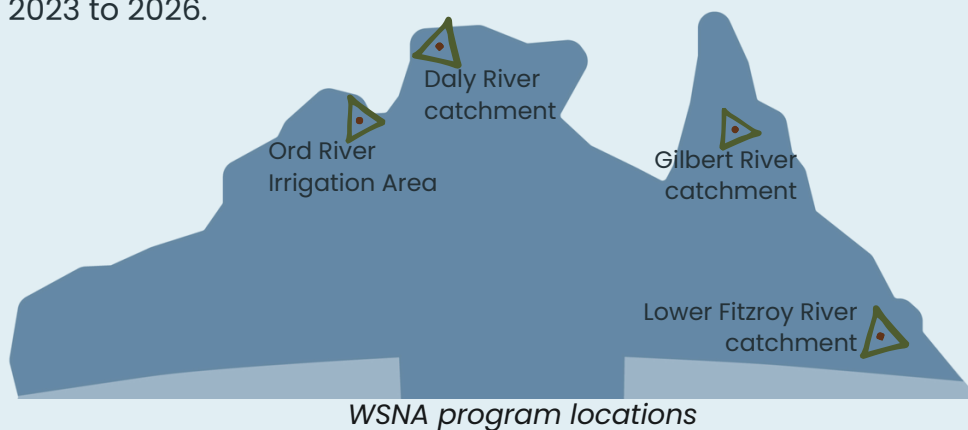 2023 to 2026.
Daly River
catchment
Ord River
Irrigation Area
Gilbert River
catchment
Lower Fitzroy River
catchment
WSNA program locations